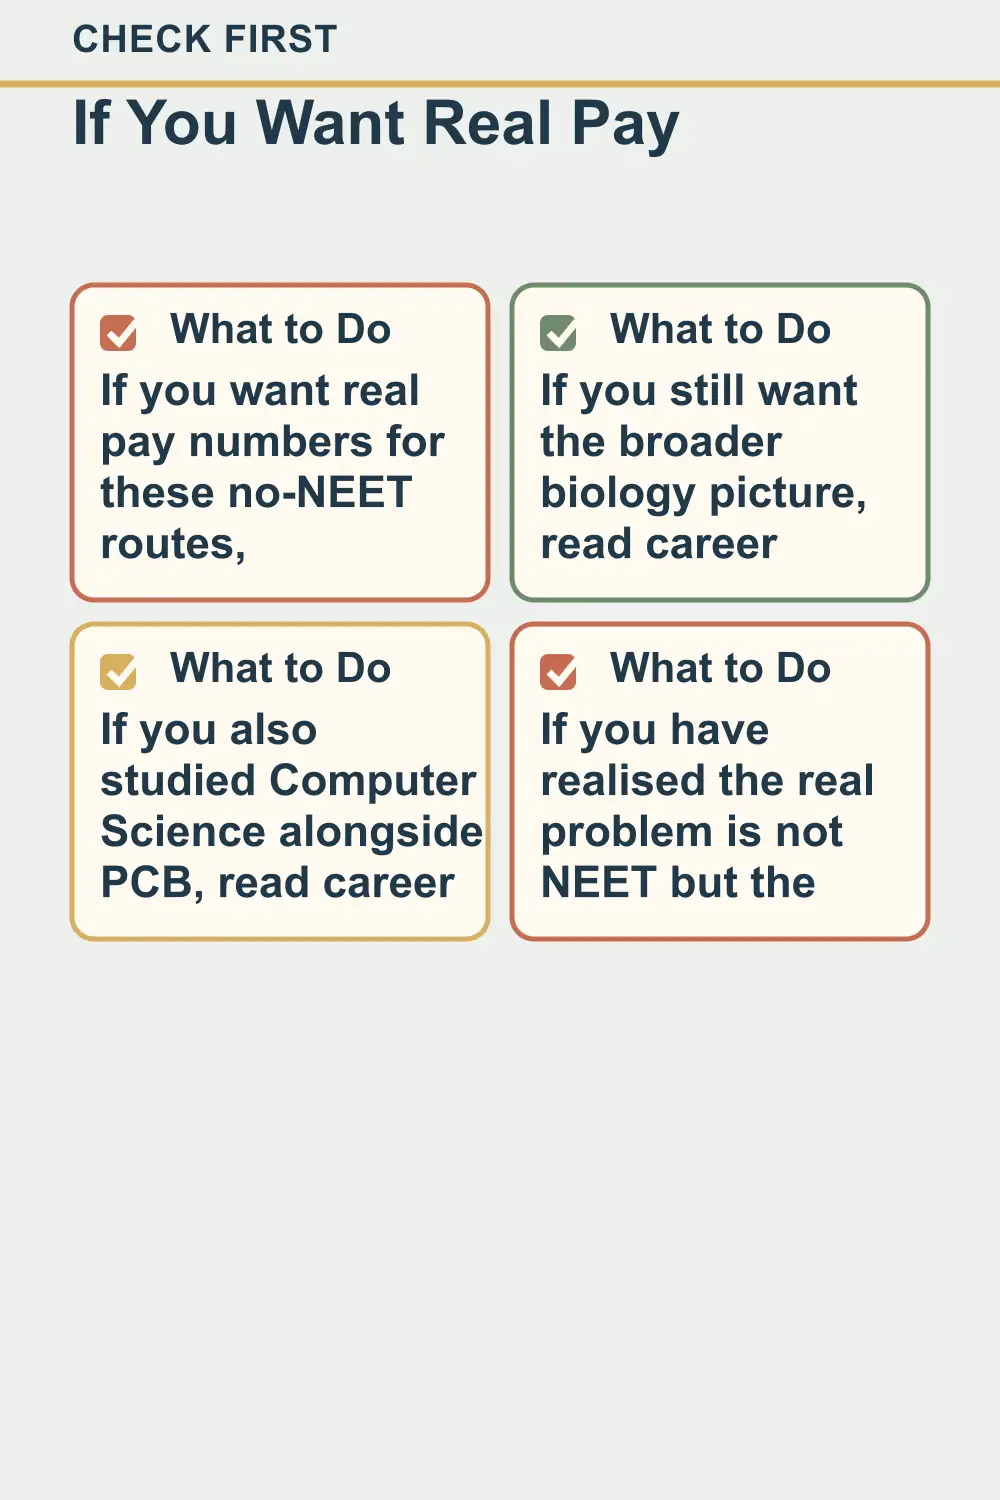 CHECK FIRST
If You Want Real Pay
What to Do
If you want real
pay numbers for
these no-NEET
routes,
What to Do
If you still want
the broader
biology picture,
read career
What to Do
If you also
studied Computer
Science alongside
PCB, read career
What to Do
If you have
realised the real
problem is not
NEET but the